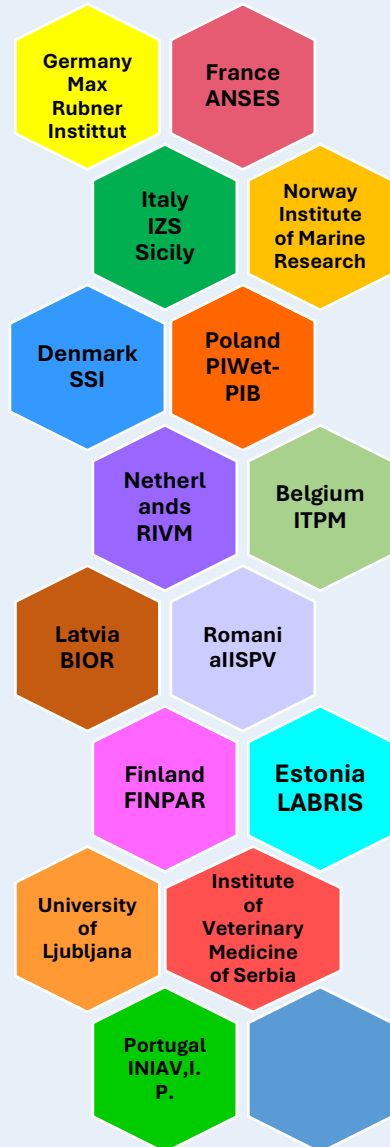 Germany
Max
Rubner
Instittut
France
ANSES
Italy
IZS
Sicily
Norway
Institute
of Marine
Research
Denmark
SSI
Poland
PIWet-
PIB
Netherl
ands
RIVM
Belgium
ITPM
Latvia
BIOR
Romani
aIISPV
Finland
FINPAR
Estonia
LABRIS
University
of
Ljubljana
Institute
of
Veterinary
Medicine
of Serbia
Portugal
INIAV,I.
P.